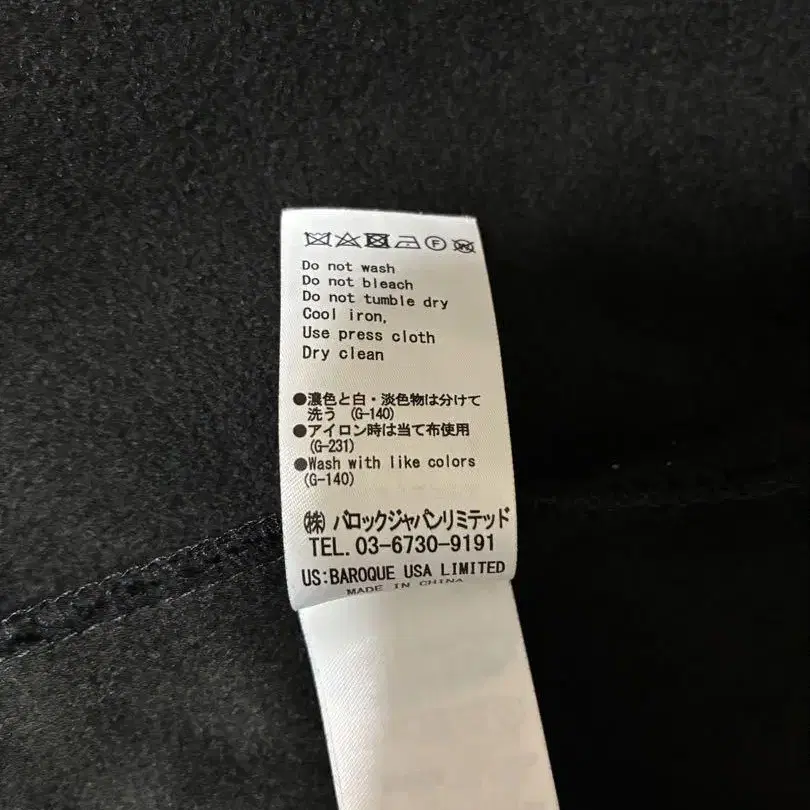 Do not wash
Do not bleach
Do not tumble dry
Cool iron,
Use press cloth
Dry clean
●濃色と白・淡色物は分けて
洗う (G-140)
●アイロン時は当て布使用
(G-231)
●Wash with like colors
(G-140)
㈱ バロックジャパンリミテッド
TEL. 03-6730-9191
US:BAROQUE USA LIMITED
MADE IN CHINA